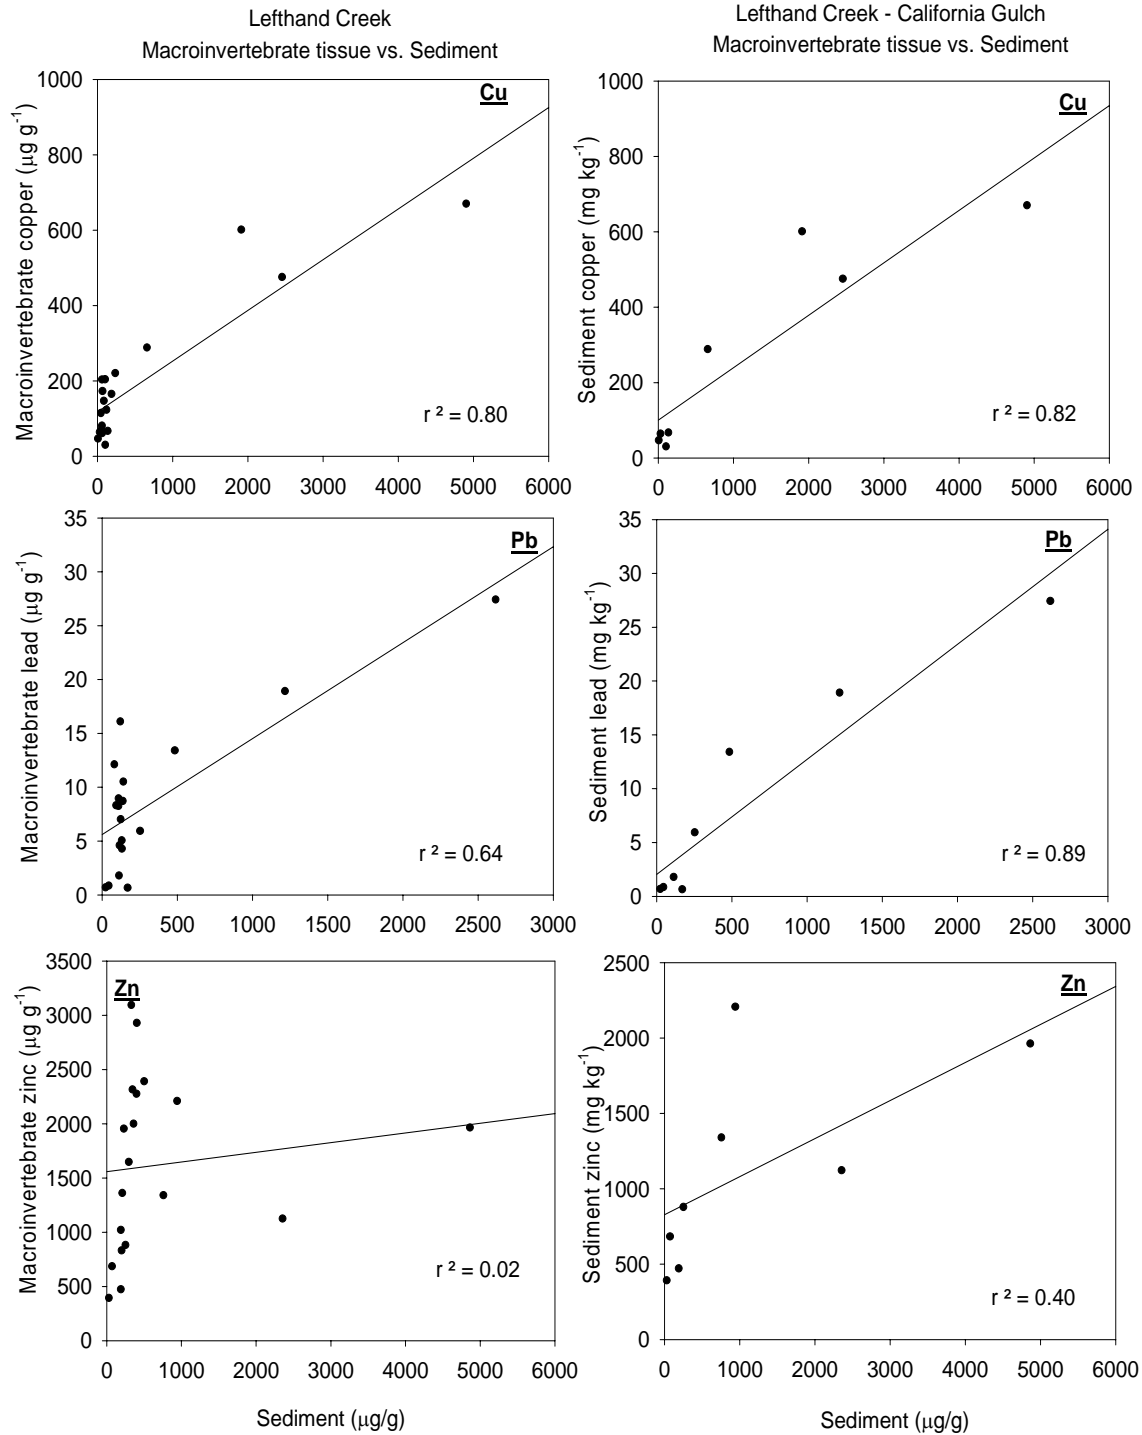 Lefthand Creek
Macroinvertebrate tissue vs. Sediment
Lefthand Creek - California Gulch
Macroinvertebrate tissue vs. Sediment
Macroinvertebrate copper (μg g-1)
1000
800
600
400
200
0
Cu
r ² = 0.80
0 1000 2000 3000 4000 5000 6000
Sediment copper (mg kg-1)
1000
800
600
400
200
0
Cu
r ² = 0.82
0 1000 2000 3000 4000 5000 6000
Macroinvertebrate lead (μg g-1)
35
30
25
20
15
10
5
0
Pb
r ² = 0.64
0 500 1000 1500 2000 2500 3000
Sediment lead (mg kg-1)
35
30
25
20
15
10
5
0
Pb
r ² = 0.89
0 500 1000 1500 2000 2500 3000
Macroinvertebrate zinc (μg g-1)
3500
3000
2500
2000
1500
1000
500
0
Zn
r ² = 0.02
0 1000 2000 3000 4000 5000 6000
Sediment (μg/g)
Sediment zinc (mg kg-1)
2500
2000
1500
1000
500
0
Zn
r ² = 0.40
0 1000 2000 3000 4000 5000 6000
Sediment (μg/g)